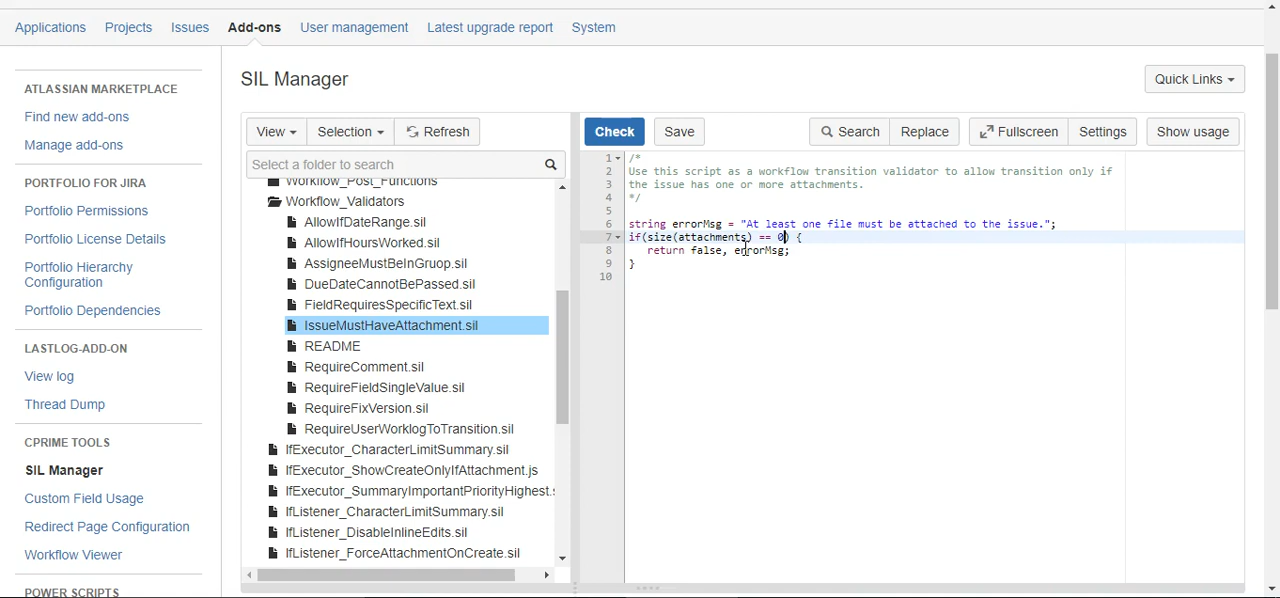 Applications Projects Issues Add-ons User management Latest upgrade report System
ATLASSIAN MARKETPLACE
Find new add-ons
Manage add-ons
PORTFOLIO FOR JIRA
Portfolio Permissions
Portfolio License Details
Portfolio Hierarchy
Configuration
Portfolio Dependencies
LASTLOG-ADD-ON
View log
Thread Dump
CPRIME TOOLS
SIL Manager
Custom Field Usage
Redirect Page Configuration
Workflow Viewer
POWER SCRIPTS
SIL Manager
Quick Links
View Selection Refresh
Select a folder to search
Workflow_Post_Functions
Workflow_Validators
AllowIfDateRange.sil
AllowIfHoursWorked.sil
AssigneeMustBeInGruop.sil
DueDateCannotBePassed.sil
FieldRequiresSpecificText.sil
IssueMustHaveAttachment.sil
README
RequireComment.sil
RequireFieldSingleValue.sil
RequireFixVersion.sil
RequireUserWorklogToTransition.sil
IfExecutor_CharacterLimitSummary.sil
IfExecutor_ShowCreateOnlyIfAttachment.js
IfExecutor_SummaryImportantPriorityHighest.s
IfListener_CharacterLimitSummary.sil
IfListener_DisableInlineEdits.sil
IfListener_ForceAttachmentOnCreate.sil
Check Save Search Replace Fullscreen Settings Show usage
1 /*
2 Use this script as a workflow transition validator to allow transition only if
3 the issue has one or more attachments.
4 */
5
6 string errorMsg = "At least one file must be attached to the issue.";
7 if(size(attachments) == 0) {
8 return false, errorMsg;
9 }
10